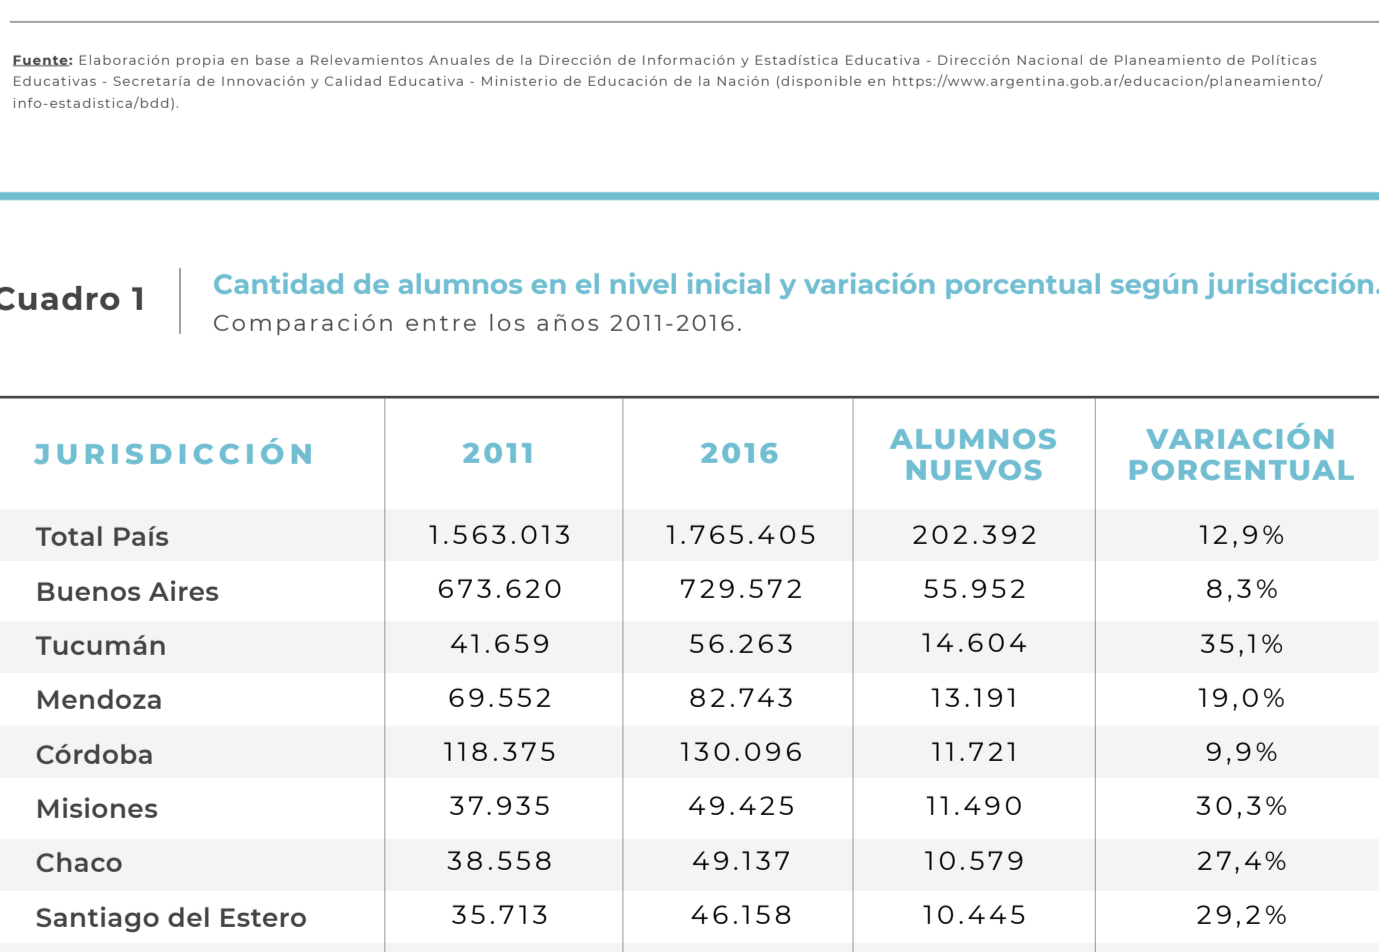 Fuente: Elaboración propia en base a Relevamientos Anuales de la Dirección de Información y Estadística Educativa - Dirección Nacional de Planeamiento de Políticas
Educativas - Secretaría de Innovación y Calidad Educativa - Ministerio de Educación de la Nación (disponible en https://www.argentina.gob.ar/educacion/planeamiento/
info-estadistica/bdd).
Cuadro 1
Cantidad de alumnos en el nivel inicial y variación porcentual según jurisdicción.
Comparación entre los años 2011-2016.
JURISDICCIÓN 2011 2016 ALUMNOS NUEVOS VARIACIÓN PORCENTUAL
Total País 1.563.013 1.765.405 202.392 12,9%
Buenos Aires 673.620 729.572 55.952 8,3%
Tucumán 41.659 56.263 14.604 35,1%
Mendoza 69.552 82.743 13.191 19,0%
Córdoba 118.375 130.096 11.721 9,9%
Misiones 37.935 49.425 11.490 30,3%
Chaco 38.558 49.137 10.579 27,4%
Santiago del Estero 35.713 46.158 10.445 29,2%